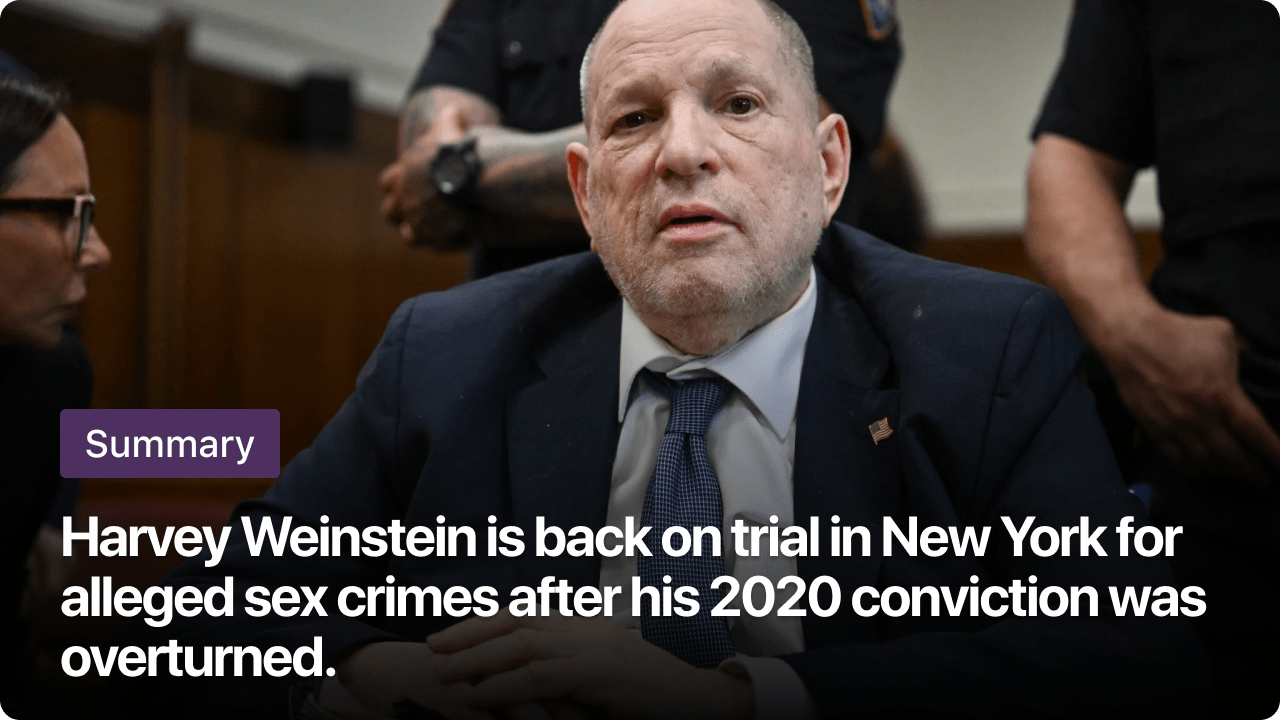 Summary
Harvey Weinstein is back on trial in New York for
alleged sex crimes after his 2020 conviction was
overturned.